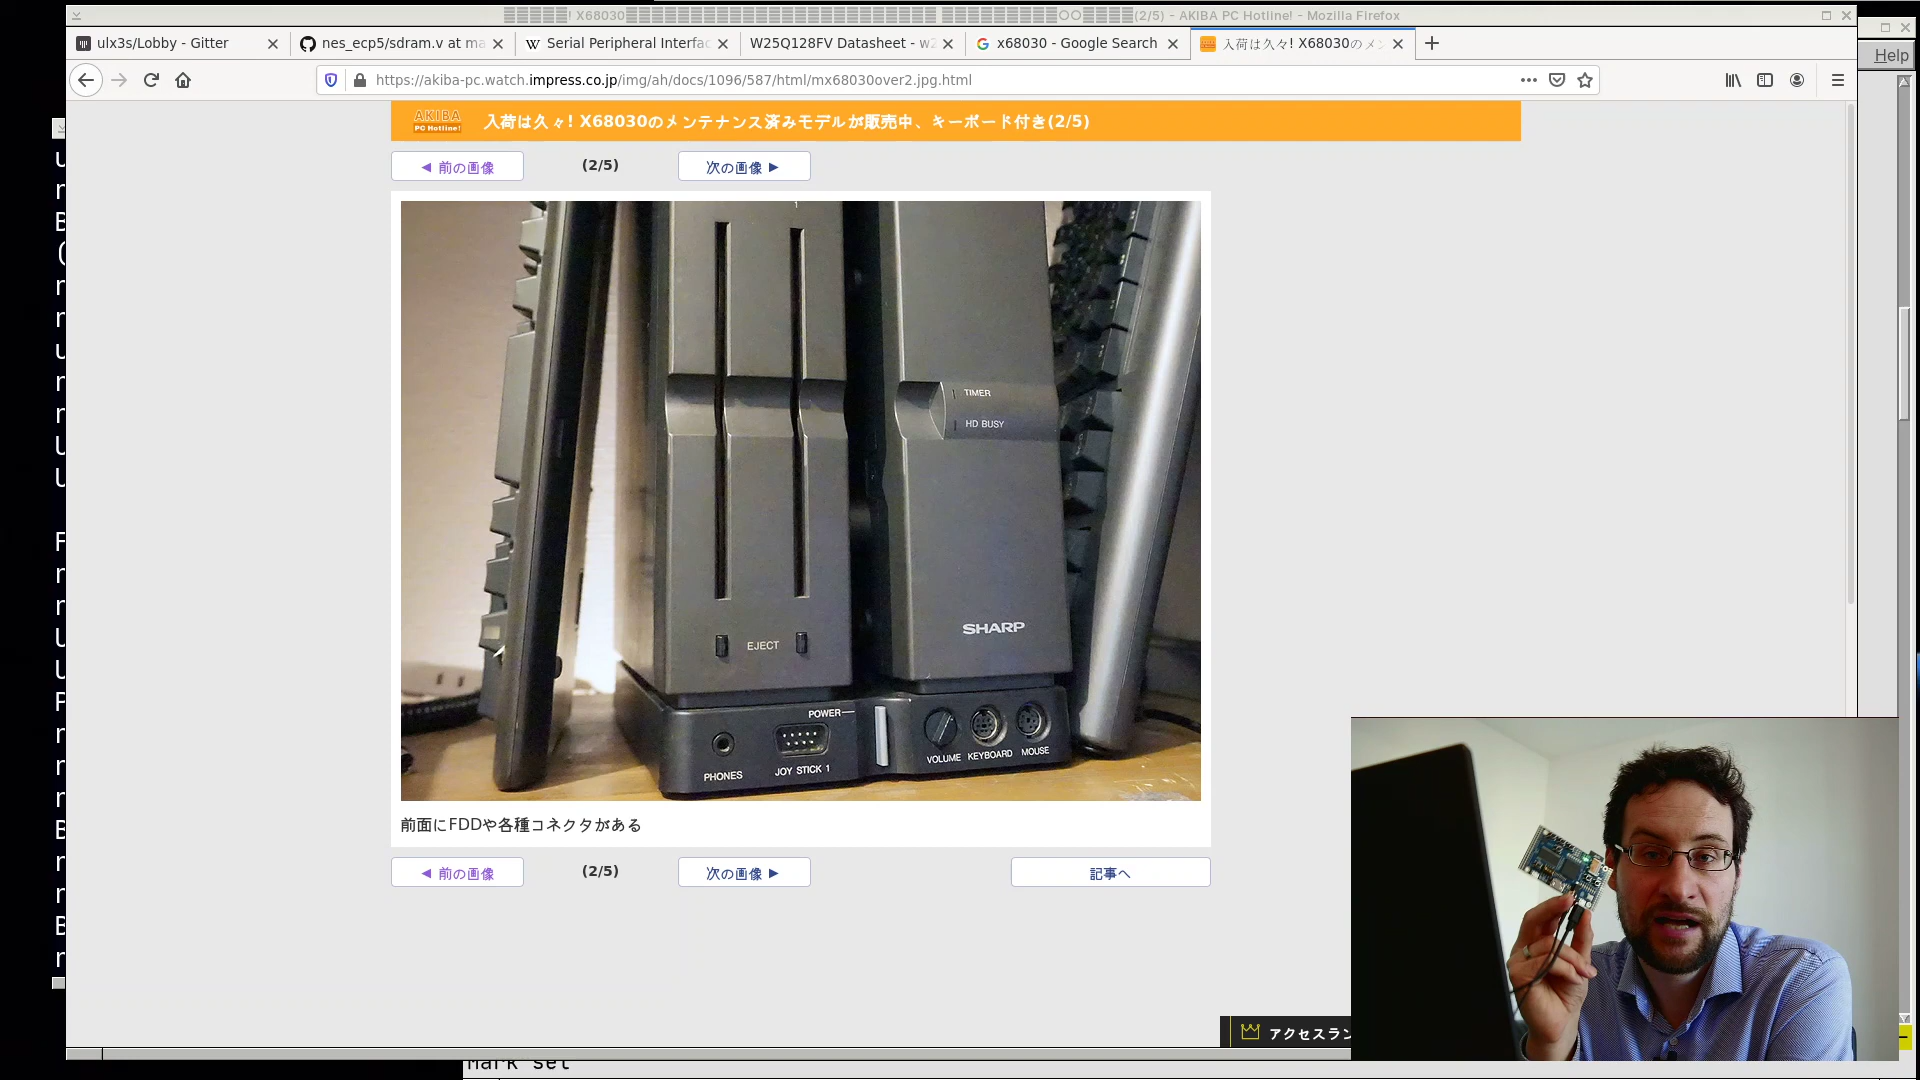 (2/5) - AKIBA PC Hotline! - Mozilla Firefox
ulx3s/Lobby - Gitter
nes_ecp5/sdram.v at ma
Serial Peripheral Interfac
W25Q128FV Datasheet - w2
x68030 - Google Search
入荷は久々! X68030のメン
Help
https://akiba-pc.watch.impress.co.jp/img/ah/docs/1096/587/html/mx68030over2.jpg.html
AKIBA
PC Hotline!
入荷は久々! X68030のメンテナンス済みモデルが販売中、キーボード付き(2/5)
◀ 前の画像
(2/5)
次の画像 ▶
TIMER
HD BUSY
SHARP
EJECT
POWER
PHONES
JOY STICK 1
VOLUME
KEYBOARD
MOUSE
前面にFDDや各種コネクタがある
◀ 前の画像
(2/5)
次の画像 ▶
記事へ
アクセスラン
Mark set